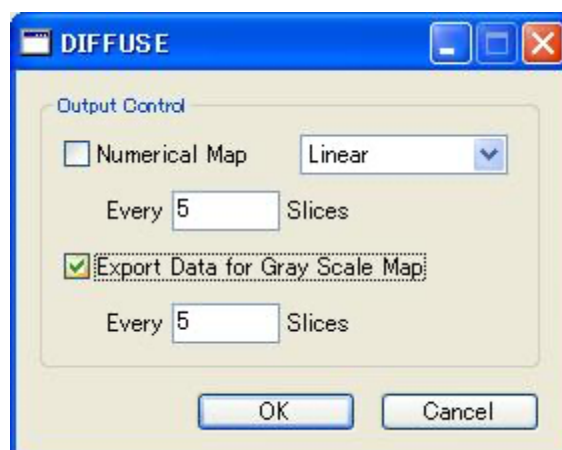 DIFFUSE
Output Control
Numerical Map Linear
Every 5 Slices
Export Data for Gray Scale Map
Every 5 Slices
OK Cancel